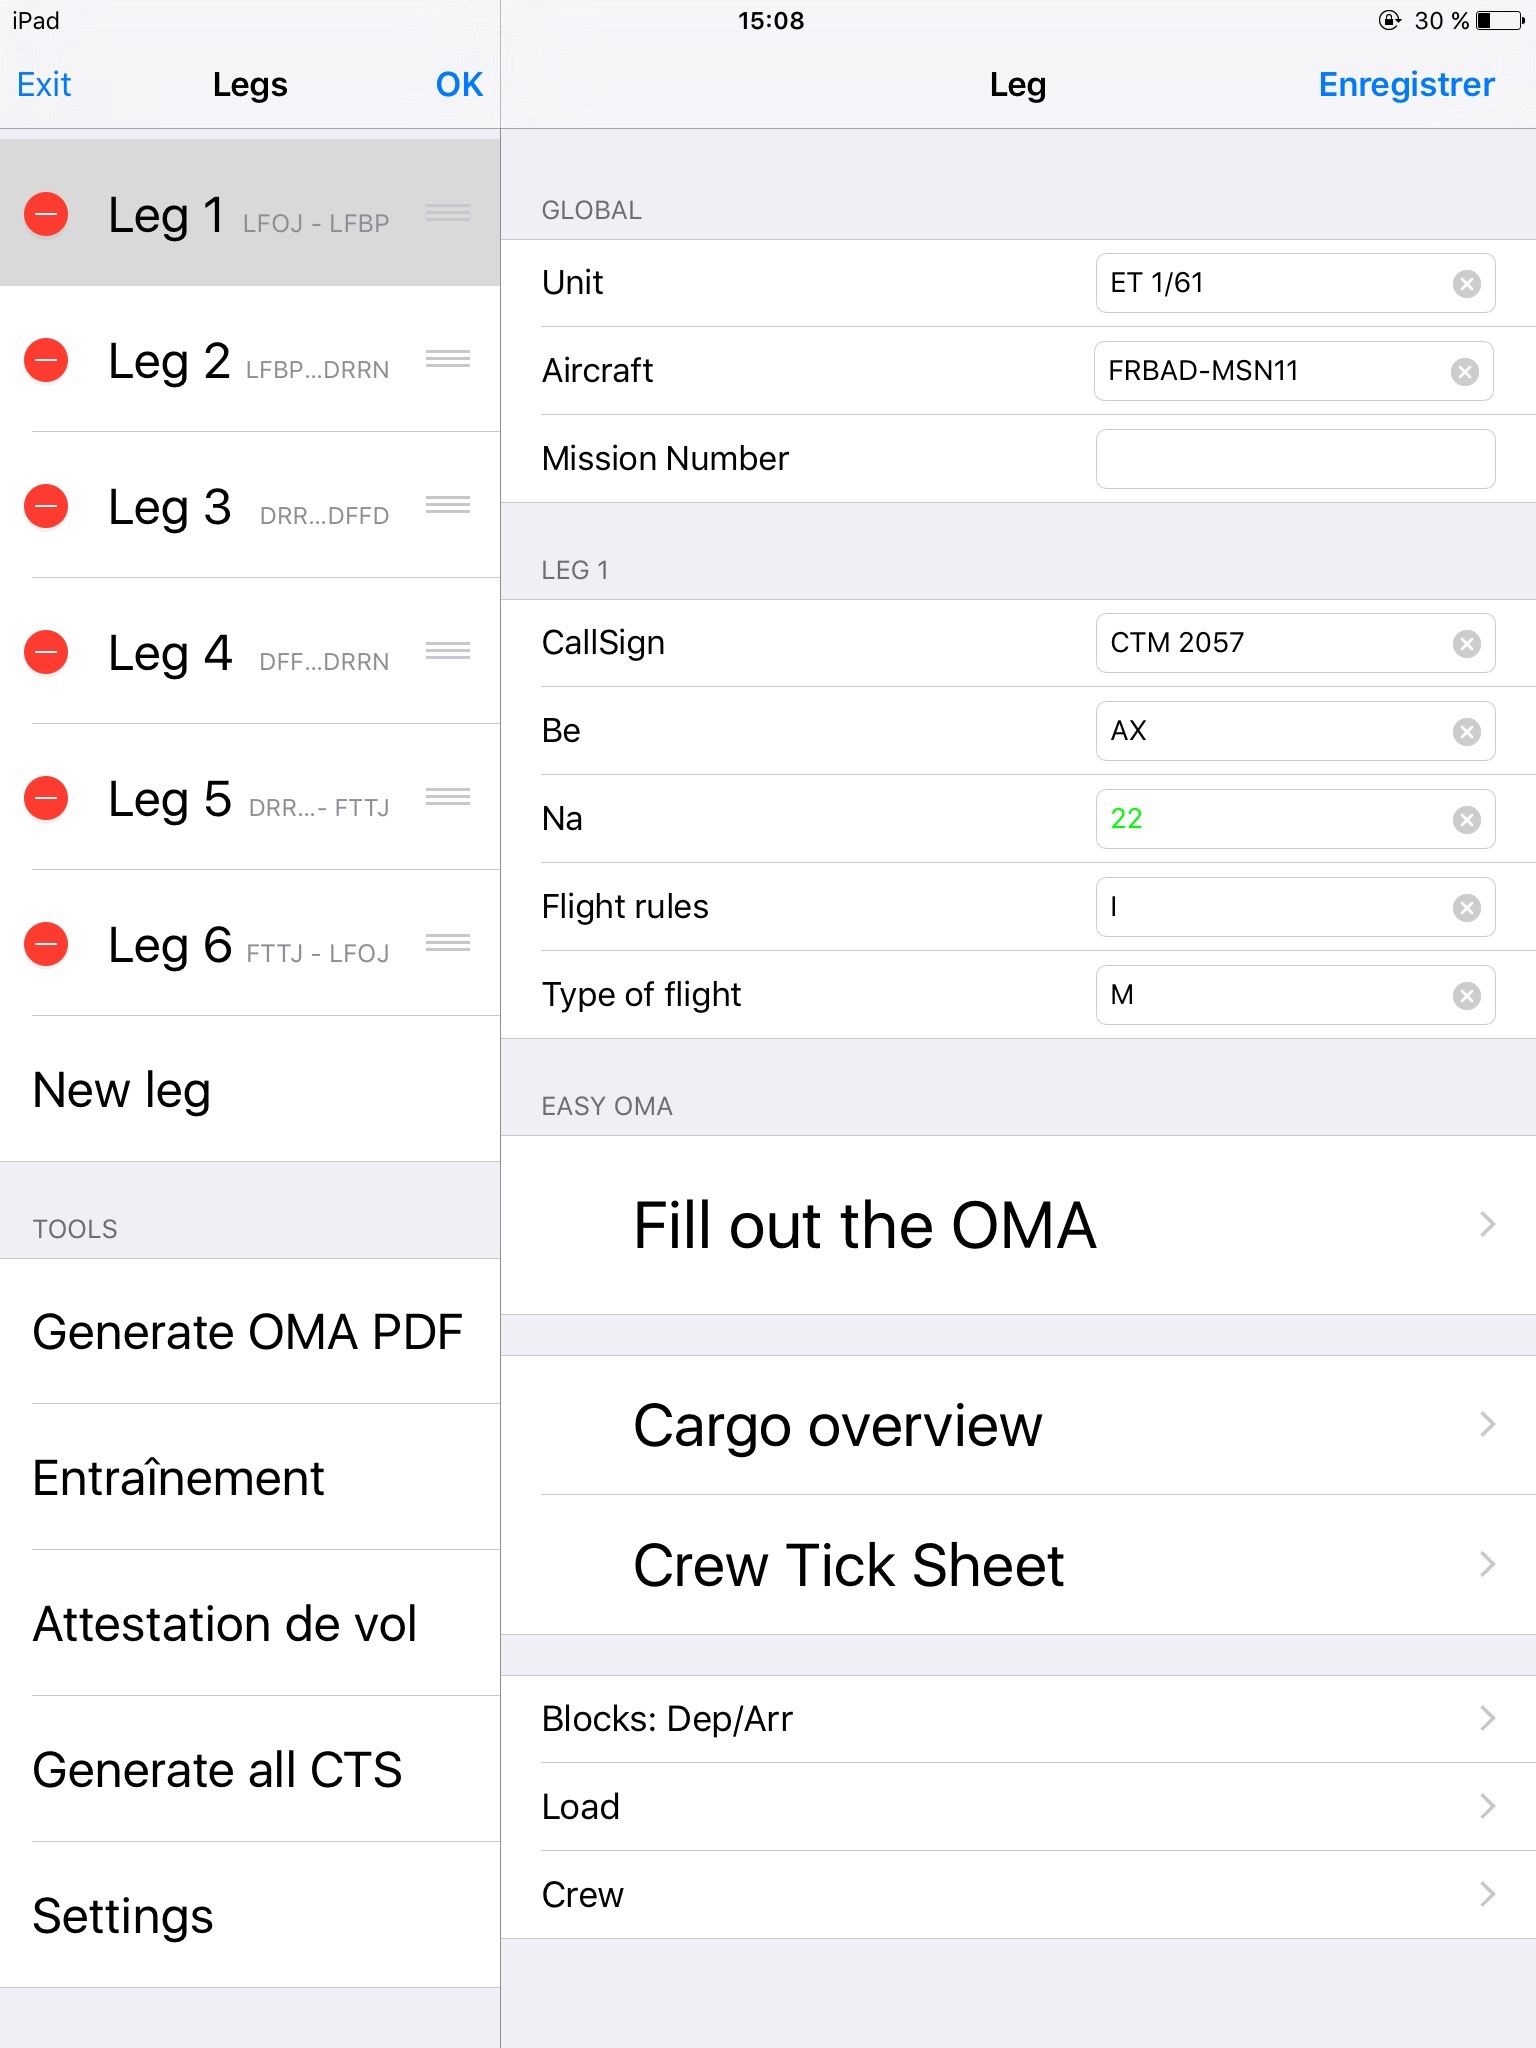 iPad
15:08
30 %
Exit
Legs
OK
Leg 1 LFOJ - LFBP
Leg 2 LFBP...DRRN
Leg 3 DRR...DFFD
Leg 4 DFF...DRRN
Leg 5 DRR...- FTTJ
Leg 6 FTTJ - LFOJ
New leg
TOOLS
Generate OMA PDF
Entraînement
Attestation de vol
Generate all CTS
Settings
Leg
Enregistrer
GLOBAL
Unit ET 1/61
Aircraft FRBAD-MSN11
Mission Number
LEG 1
CallSign CTM 2057
Be AX
Na 22
Flight rules I
Type of flight M
EASY OMA
Fill out the OMA
Cargo overview
Crew Tick Sheet
Blocks: Dep/Arr
Load
Crew